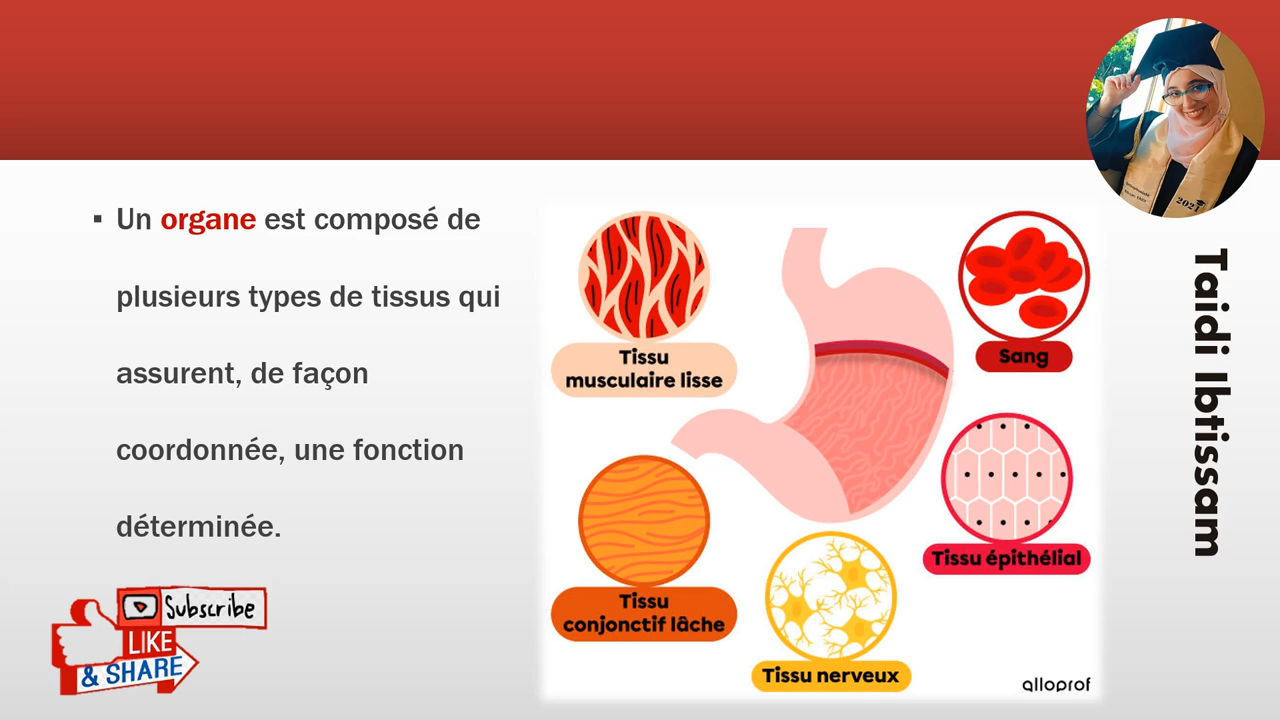 ▪ Un organe est composé de
plusieurs types de tissus qui
assurent, de façon
coordonnée, une fonction
déterminée.
Tissu
musculaire lisse
Sang
Tissu épithélial
Tissu
conjonctif lâche
Tissu nerveux
alloprof
Taidi Ibtissam
Subscribe
LIKE
& SHARE
2021